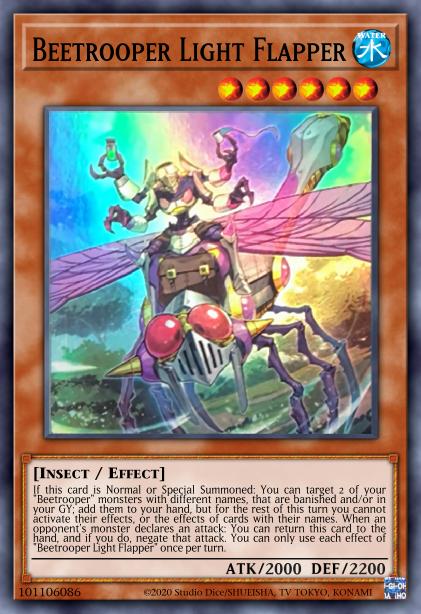 BEETROOPER LIGHT FLAPPER
WATER
水
[INSECT / EFFECT]
If this card is Normal or Special Summoned: You can target 2 of your
"Beetrooper" monsters with different names, that are banished and/or in
your GY; add them to your hand, but for the rest of this turn you cannot
activate their effects, or the effects of cards with their names. When an
opponent's monster declares an attack: You can return this card to the
hand, and if you do, negate that attack. You can only use each effect of
"Beetrooper Light Flapper" once per turn.
ATK/2000 DEF/2200
101106086
©2020 Studio Dice/SHUEISHA, TV TOKYO, KONAMI